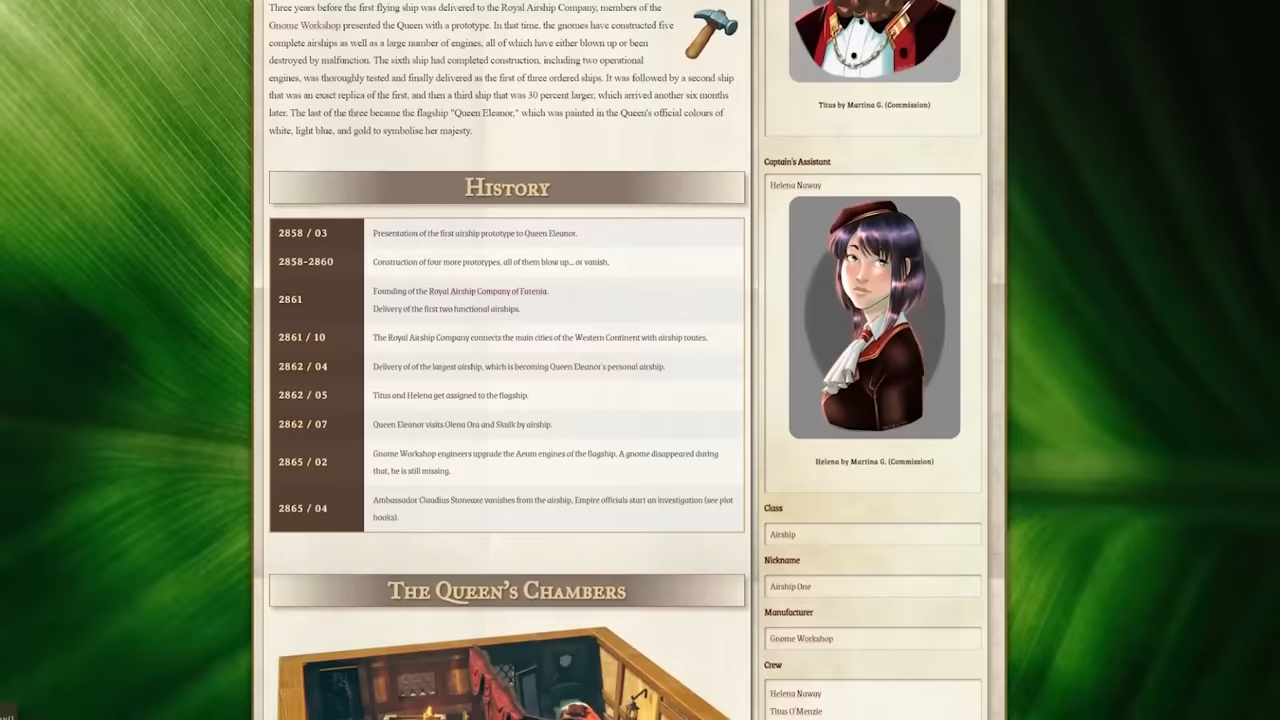 Three years before the first flying ship was delivered to the Royal Airship Company, members of the
Gnome Workshop presented the Queen with a prototype. In that time, the gnomes have constructed five
complete airships as well as a large number of engines, all of which have either blown up or been
destroyed by malfunction. The sixth ship had completed construction, including two operational
engines, was thoroughly tested and finally delivered as the first of three ordered ships. It was followed by a second ship
that was an exact replica of the first, and then a third ship that was 30 percent larger, which arrived another six months
later. The last of the three became the flagship "Queen Eleanor," which was painted in the Queen's official colours of
white, light blue, and gold to symbolise her majesty.
History
2858 / 03 Presentation of the first airship prototype to Queen Eleanor.
2858-2860 Construction of four more prototypes, all of them blow up... or vanish.
2861 Founding of the Royal Airship Company of Farenia.
Delivery of the first two functional airships.
2861 / 10 The Royal Airship Company connects the main cities of the Western Continent with airship routes.
2862 / 04 Delivery of of the largest airship, which is becoming Queen Eleanor's personal airship.
2862 / 05 Titus and Helena get assigned to the flagship.
2862 / 07 Queen Eleanor visits Olena Ora and Skulk by airship.
2865 / 02 Gnome Workshop engineers upgrade the Aeum engines of the flagship. A gnome disappeared during
that, he is still missing.
2865 / 04 Ambassador Claudius Stoneaxe vanishes from the airship, Empire officials start an investigation (see plot
hooks).
The Queen's Chambers
Titus by Martina G. (Commission)
Captain's Assistant
Helena Naway
Helena by Martina G. (Commission)
Class
Airship
Nickname
Airship One
Manufacturer
Gnome Workshop
Crew
Helena Naway
Titus O'Menzie